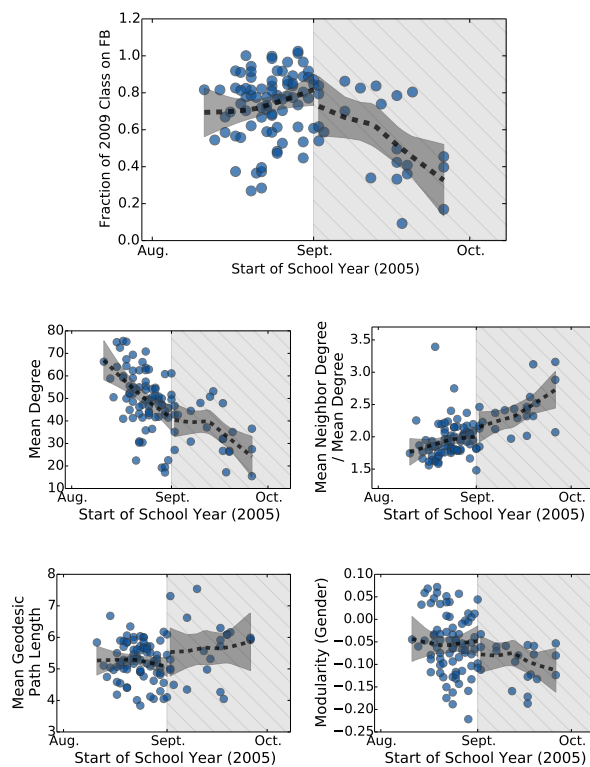 1.2
1.0
0.8
0.6
0.4
0.2
0.0
Fraction of 2009 Class on FB
Aug. Sept. Oct.
Start of School Year (2005)
80
70
60
50
40
30
20
10
Mean Degree
Aug. Sept. Oct.
Start of School Year (2005)
3.5
3.0
2.5
2.0
1.5
Mean Neighbor Degree
/ Mean Degree
Aug. Sept. Oct.
Start of School Year (2005)
8
7
6
5
4
3
Mean Geodesic
Path Length
Aug. Sept. Oct.
Start of School Year (2005)
0.10
0.05
0.00
−0.05
−0.10
−0.15
−0.20
−0.25
Modularity (Gender)
Aug. Sept. Oct.
Start of School Year (2005)